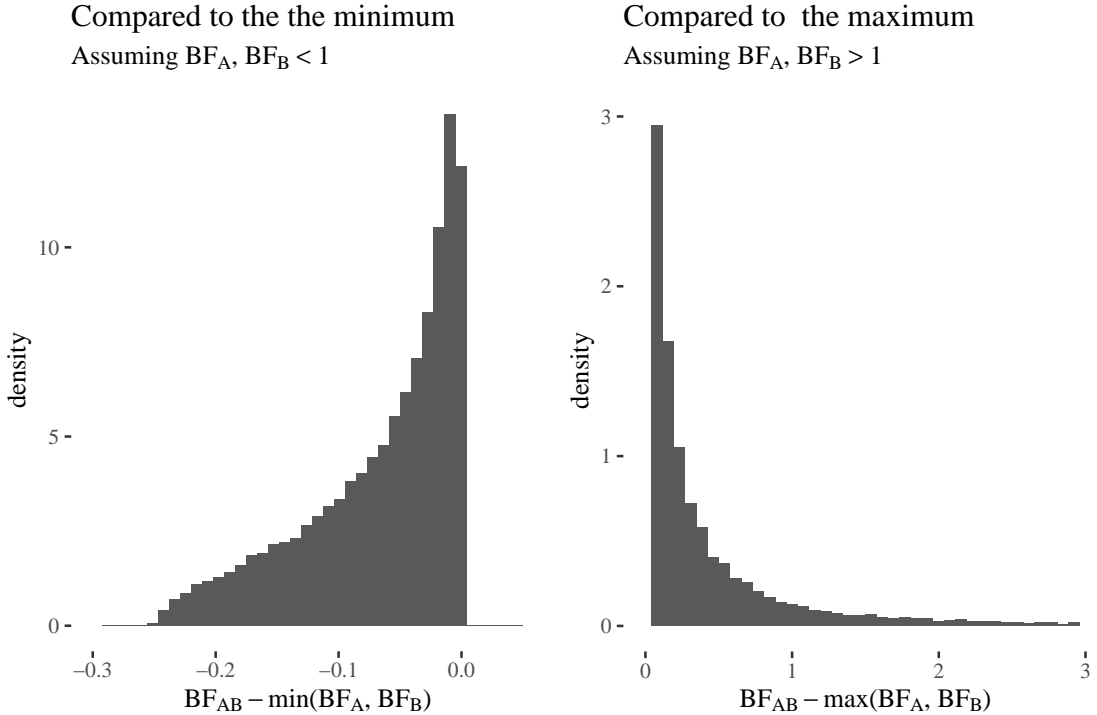 Compared to the the minimum
Assuming BF_A, BF_B < 1
density
10
5
0
−0.3 −0.2 −0.1 0.0
BF_AB − min(BF_A, BF_B)
Compared to  the maximum
Assuming BF_A, BF_B > 1
density
3
2
1
0
0 1 2 3
BF_AB − max(BF_A, BF_B)